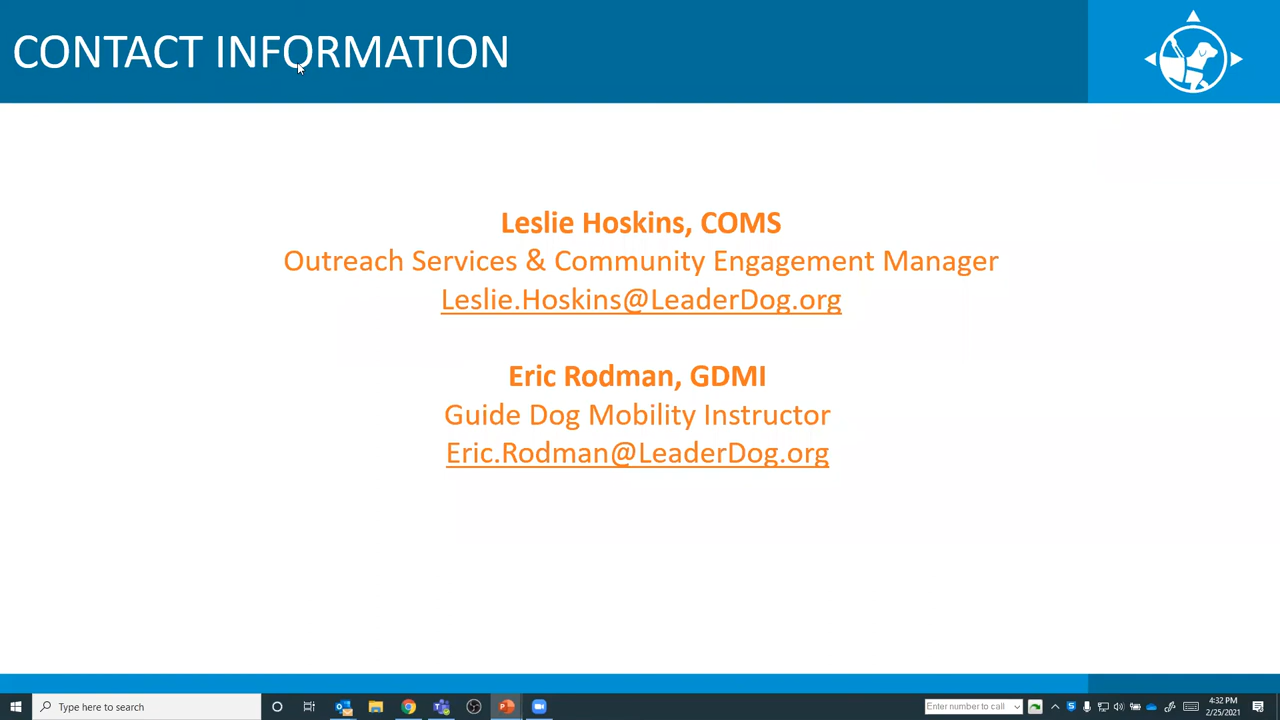 CONTACT INFORMATION
Leslie Hoskins, COMS
Outreach Services & Community Engagement Manager
Leslie.Hoskins@LeaderDog.org
Eric Rodman, GDMI
Guide Dog Mobility Instructor
Eric.Rodman@LeaderDog.org
Type here to search
Enter number to call
4:32 PM
2/25/2021